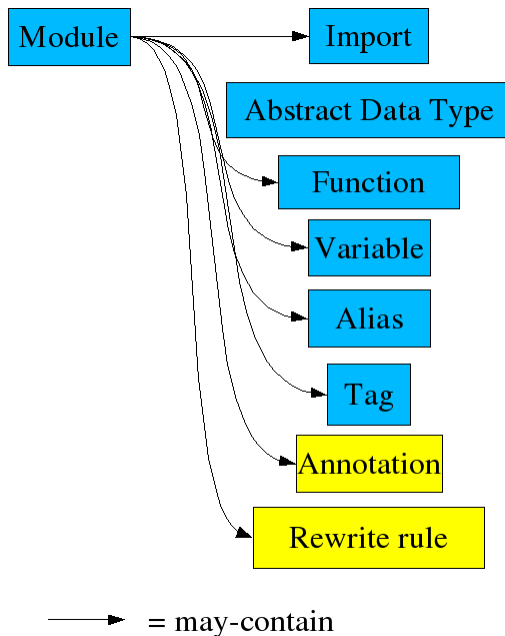 Module
Import
Abstract Data Type
Function
Variable
Alias
Tag
Annotation
Rewrite rule
= may-contain